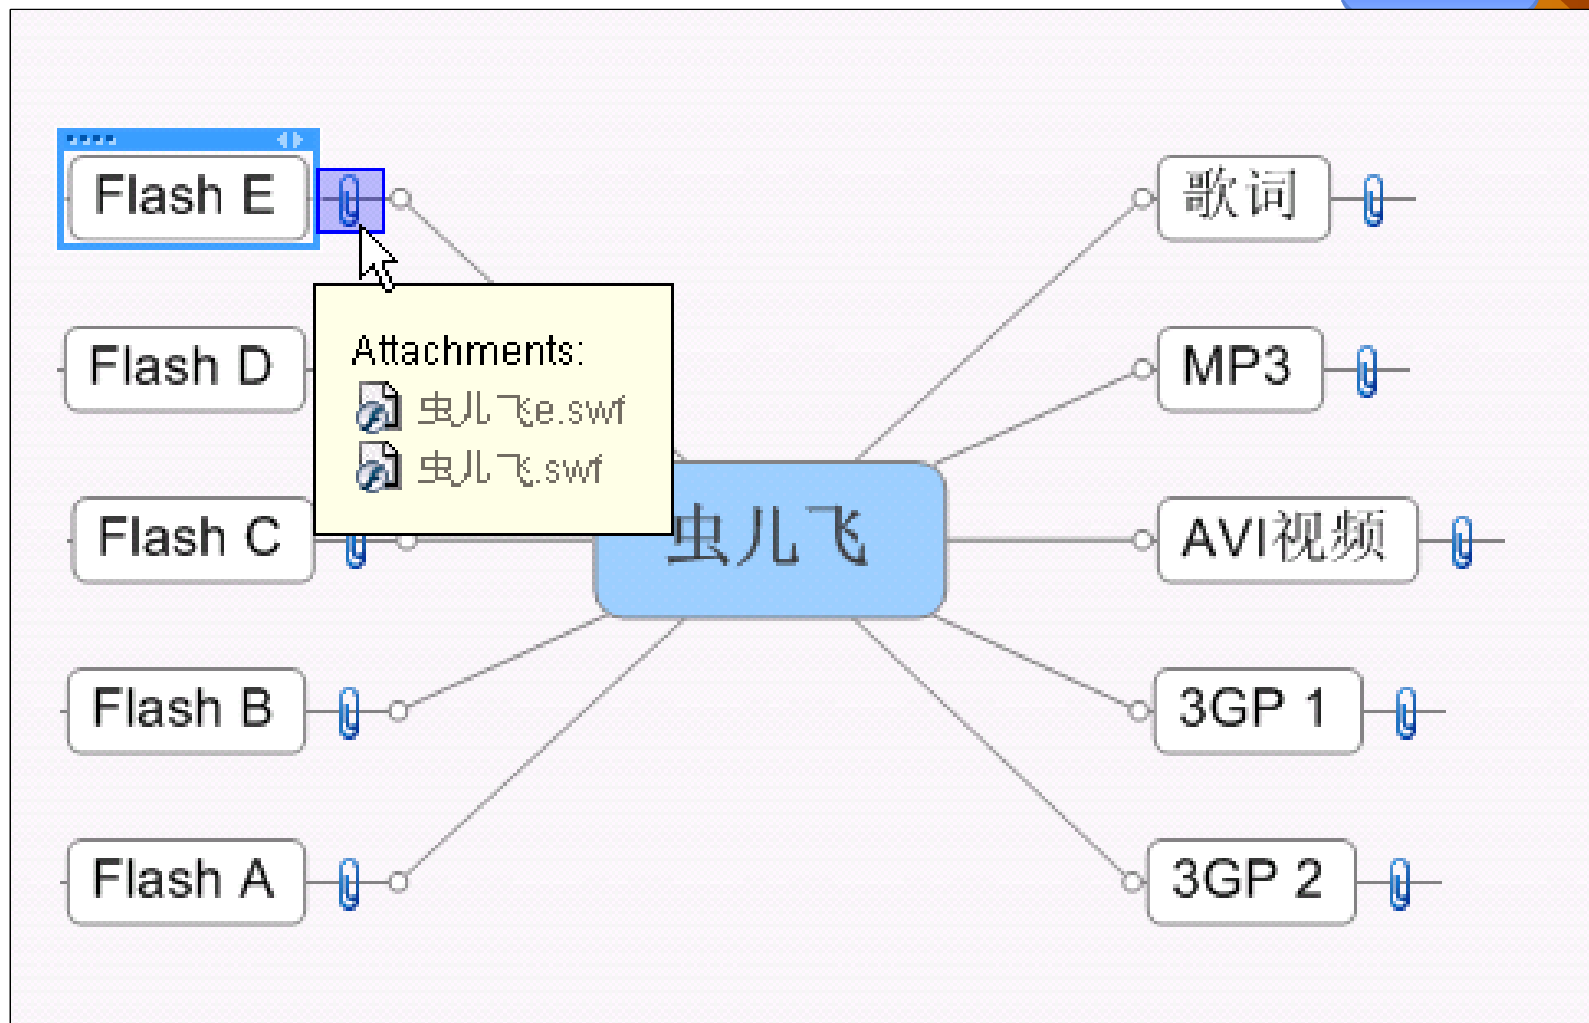 Flash E
歌词
Flash D
Attachments:
虫儿飞e.swf
虫儿飞.swf
MP3
Flash C
虫儿飞
AVI视频
Flash B
3GP 1
Flash A
3GP 2